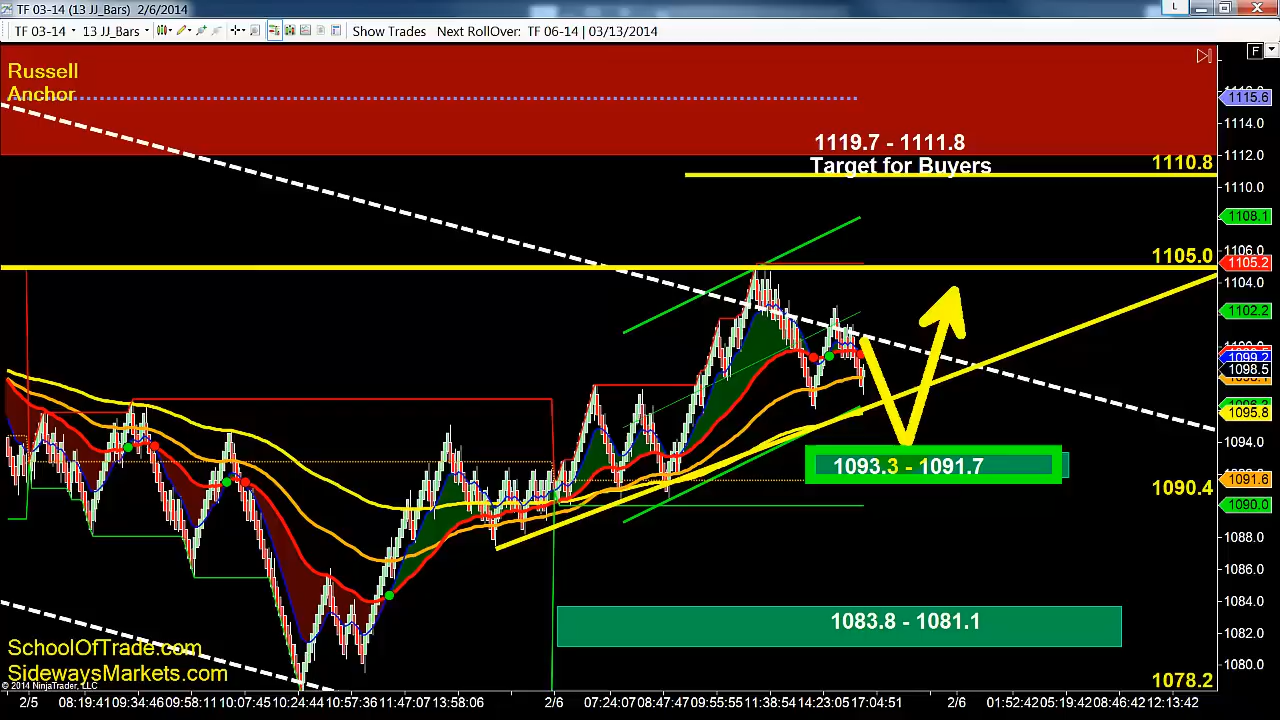 TF 03-14 (13 JJ_Bars) 2/6/2014
L
TF 03-14 13 JJ_Bars Show Trades Next RollOver: TF 06-14 | 03/13/2014
F
Russell
Anchor
1115.6
1114.0
1119.7 - 1111.8
Target for Buyers
1112.0
1110.8
1110.0
1108.1
1106.0
1105.0
1105.2
1104.0
1102.2
1099.2
1098.5
1095.8
1094.0
1093.3 - 1091.7
1091.6
1090.4
1090.0
1088.0
1086.0
1084.0
1083.8 - 1081.1
1082.0
1080.0
1078.2
SchoolOfTrade.com
SidewaysMarkets.com
© 2014 NinjaTrader, LLC
2/5 08:19:41 09:34:46 09:58:11 10:07:45 10:24:44 10:57:36 11:47:07 13:58:06 2/6 07:24:07 08:47:47 09:55:55 11:38:54 14:23:05 17:04:51 2/6 01:52:42 05:19:42 08:46:42 12:13:42